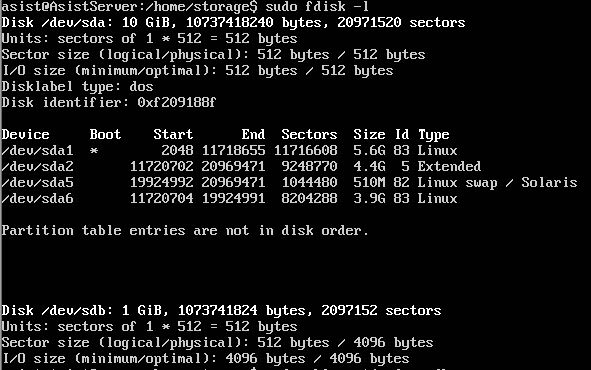 asist@AsistServer:/home/storage$ sudo fdisk -l
Disk /dev/sda: 10 GiB, 10737418240 bytes, 20971520 sectors
Units: sectors of 1 * 512 = 512 bytes
Sector size (logical/physical): 512 bytes / 512 bytes
I/O size (minimum/optimal): 512 bytes / 512 bytes
Disklabel type: dos
Disk identifier: 0xf209188f
Device     Boot    Start      End  Sectors  Size Id Type
/dev/sda1  *        2048 11718655 11716608  5.6G 83 Linux
/dev/sda2       11720702 20969471  9248770  4.4G  5 Extended
/dev/sda5       19924992 20969471  1044480  510M 82 Linux swap / Solaris
/dev/sda6       11720704 19924991  8204288  3.9G 83 Linux
Partition table entries are not in disk order.
Disk /dev/sdb: 1 GiB, 1073741824 bytes, 2097152 sectors
Units: sectors of 1 * 512 = 512 bytes
Sector size (logical/physical): 512 bytes / 4096 bytes
I/O size (minimum/optimal): 4096 bytes / 4096 bytes